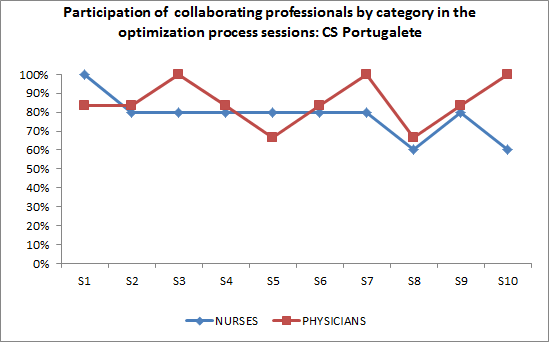 Participation of collaborating professionals by category in the
optimization process sessions: CS Portugalete
100%
90%
80%
70%
60%
50%
40%
30%
20%
10%
0%
S1 S2 S3 S4 S5 S6 S7 S8 S9 S10
NURSES PHYSICIANS